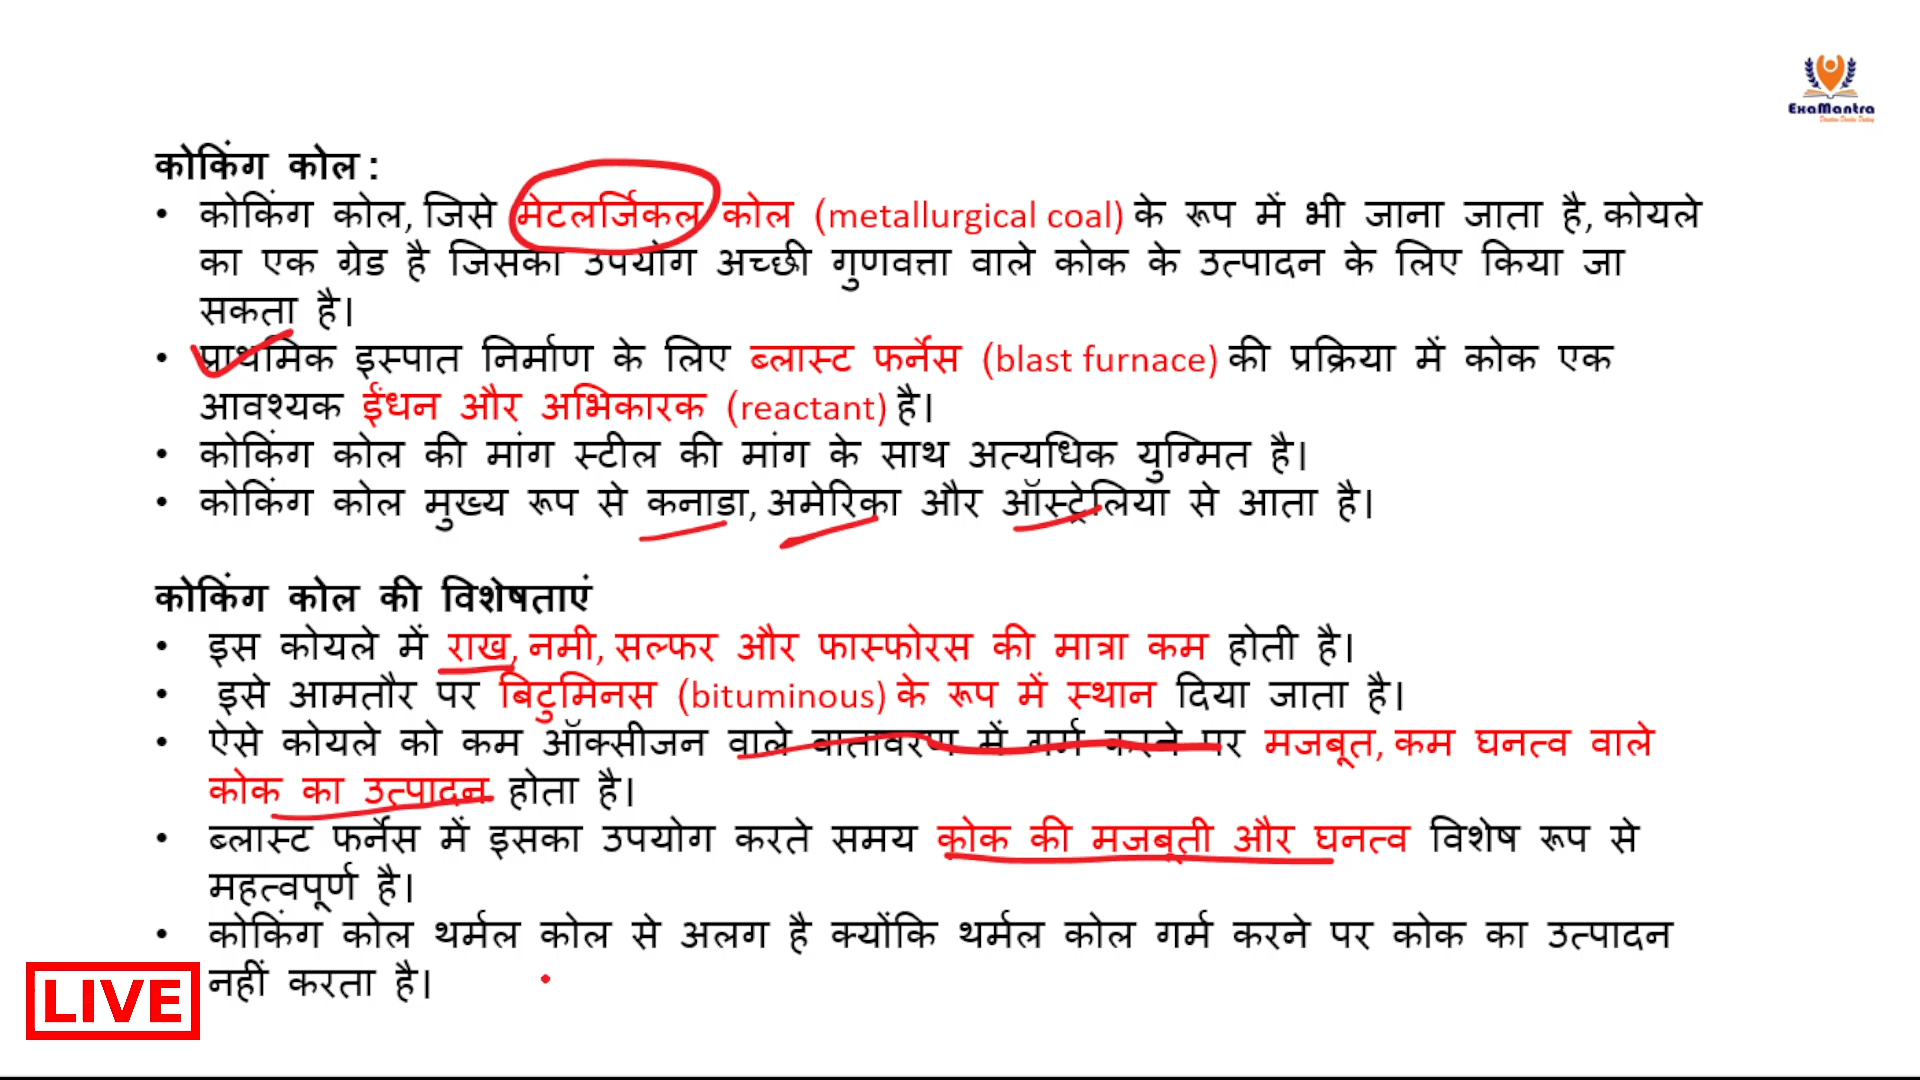 ExaMantra
कोकिंग कोल :
• कोकिंग कोल, जिसे मेटलर्जिकल कोल (metallurgical coal) के रूप में भी जाना जाता है, कोयले
का एक ग्रेड है जिसका उपयोग अच्छी गुणवत्ता वाले कोक के उत्पादन के लिए किया जा
सकता है।
• प्राथमिक इस्पात निर्माण के लिए ब्लास्ट फर्नेस (blast furnace) की प्रक्रिया में कोक एक
आवश्यक ईंधन और अभिकारक (reactant) है।
• कोकिंग कोल की मांग स्टील की मांग के साथ अत्यधिक युग्मित है।
• कोकिंग कोल मुख्य रूप से कनाडा, अमेरिका और ऑस्ट्रेलिया से आता है।
कोकिंग कोल की विशेषताएं
• इस कोयले में राख, नमी, सल्फर और फास्फोरस की मात्रा कम होती है।
• इसे आमतौर पर बिटुमिनस (bituminous) के रूप में स्थान दिया जाता है।
• ऐसे कोयले को कम ऑक्सीजन वाले वातावरण में गर्म करने पर मजबूत, कम घनत्व वाले
कोक का उत्पादन होता है।
• ब्लास्ट फर्नेस में इसका उपयोग करते समय कोक की मजबूती और घनत्व विशेष रूप से
महत्वपूर्ण है।
• कोकिंग कोल थर्मल कोल से अलग है क्योंकि थर्मल कोल गर्म करने पर कोक का उत्पादन
नहीं करता है।
LIVE